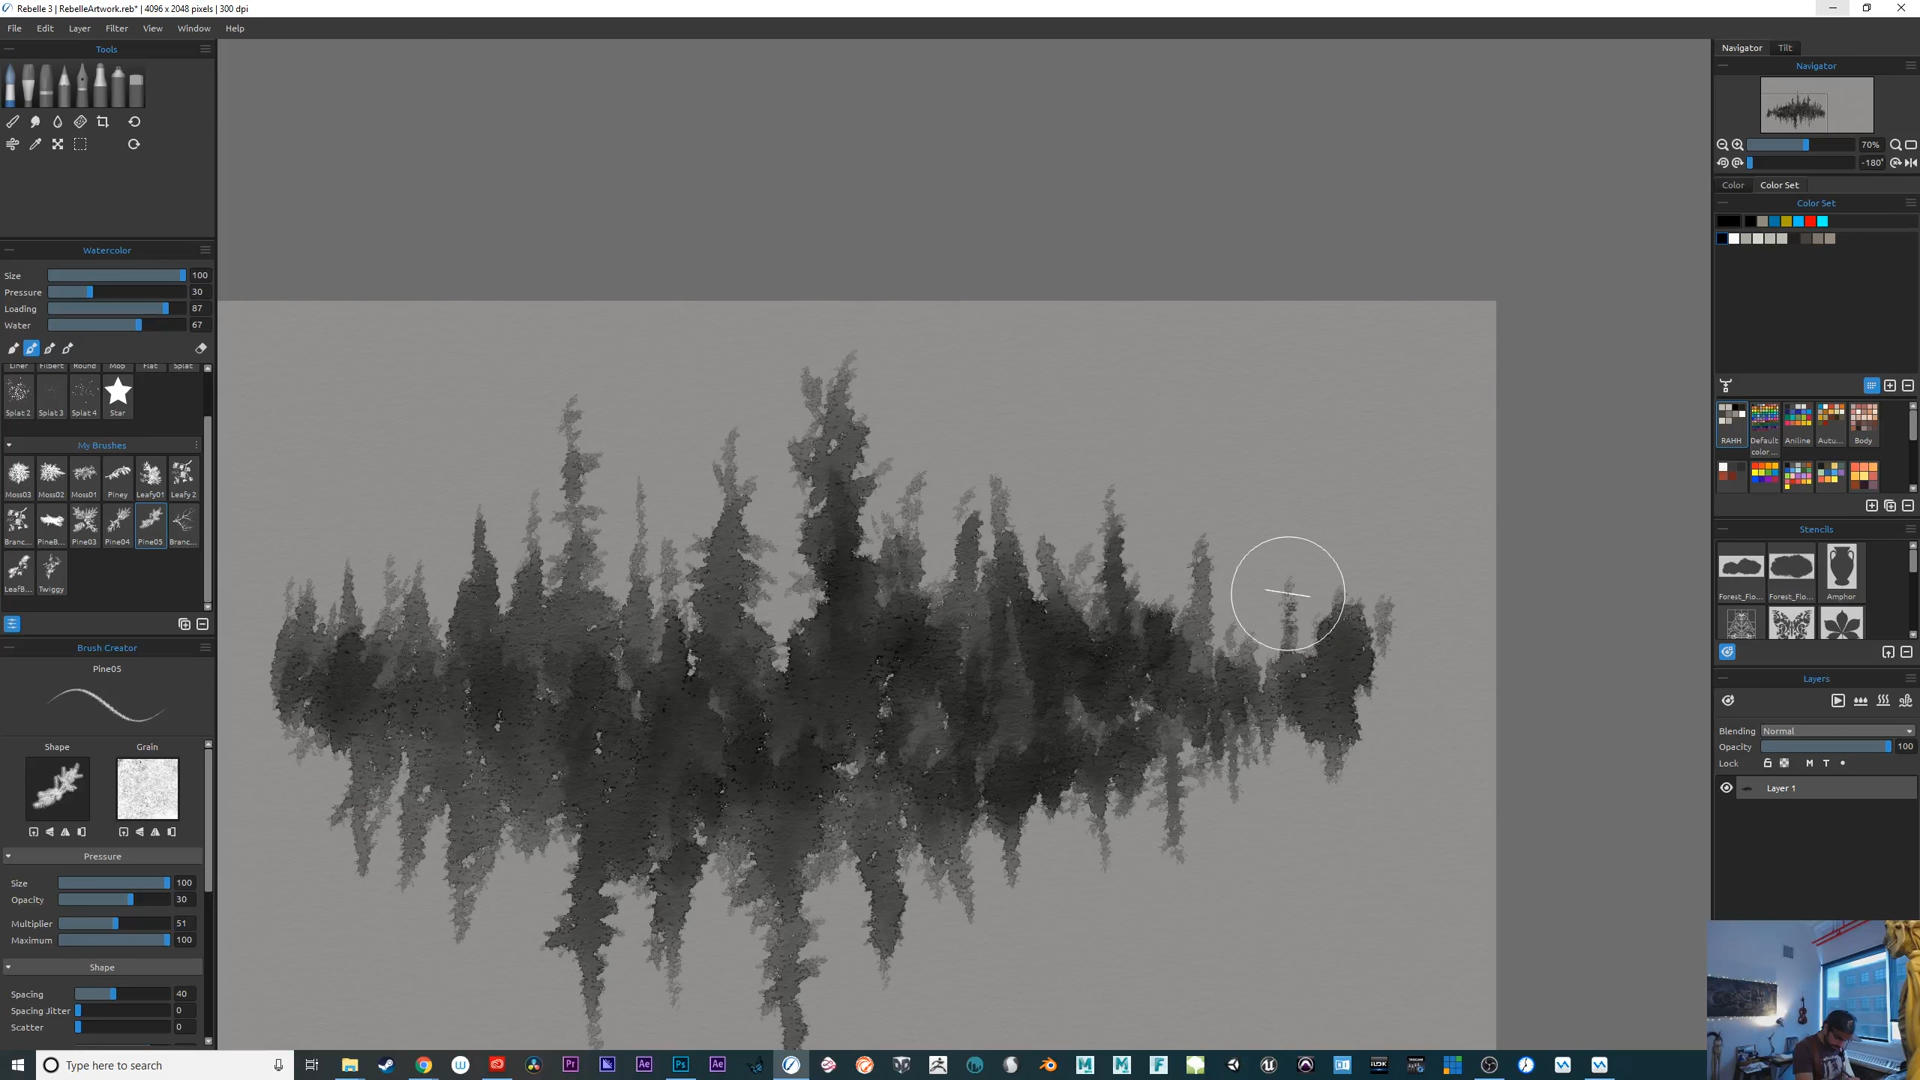 Rebelle 3 | RebelleArtwork.reb* | 4096 x 2048 pixels | 300 dpi
File Edit Layer Filter View Window Help
Tools
Watercolor
Size 100
Pressure 30
Loading 87
Water 67
Liner Filbert Round Mop Flat Splat
Splat 2 Splat 3 Splat 4 Star
My Brushes
Moss03 Moss02 Moss01 Piney Leafy01 Leafy 2
Branc... PineB... Pine03 Pine04 Pine05 Branc...
LeafB... Twiggy
Brush Creator
Pine05
Shape Grain
Pressure
Size 100
Opacity 30
Multiplier 51
Maximum 100
Shape
Spacing 40
Spacing Jitter 0
Scatter 0
Navigator Tilt
Navigator
70%
-180°
Color Color Set
Color Set
RAHH Default color ... Aniline Autu... Body
Stencils
Forest_Flo... Forest_Flo... Amphor
Layers
Blending Normal
Opacity 100
Lock M T
Layer 1
Type here to search